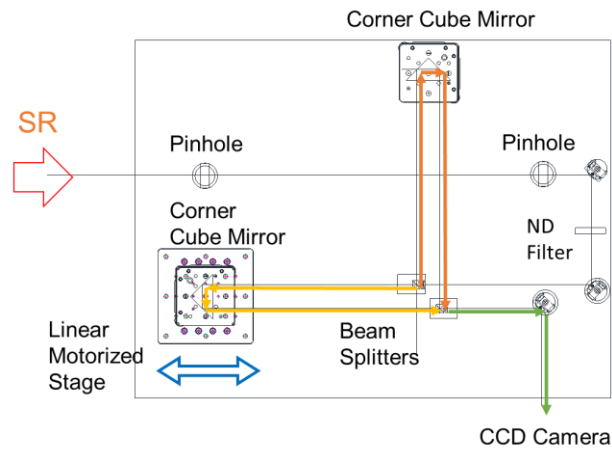 Corner Cube Mirror
SR
Pinhole
Pinhole
Corner
Cube Mirror
ND
Filter
Linear
Motorized
Stage
Beam
Splitters
CCD Camera